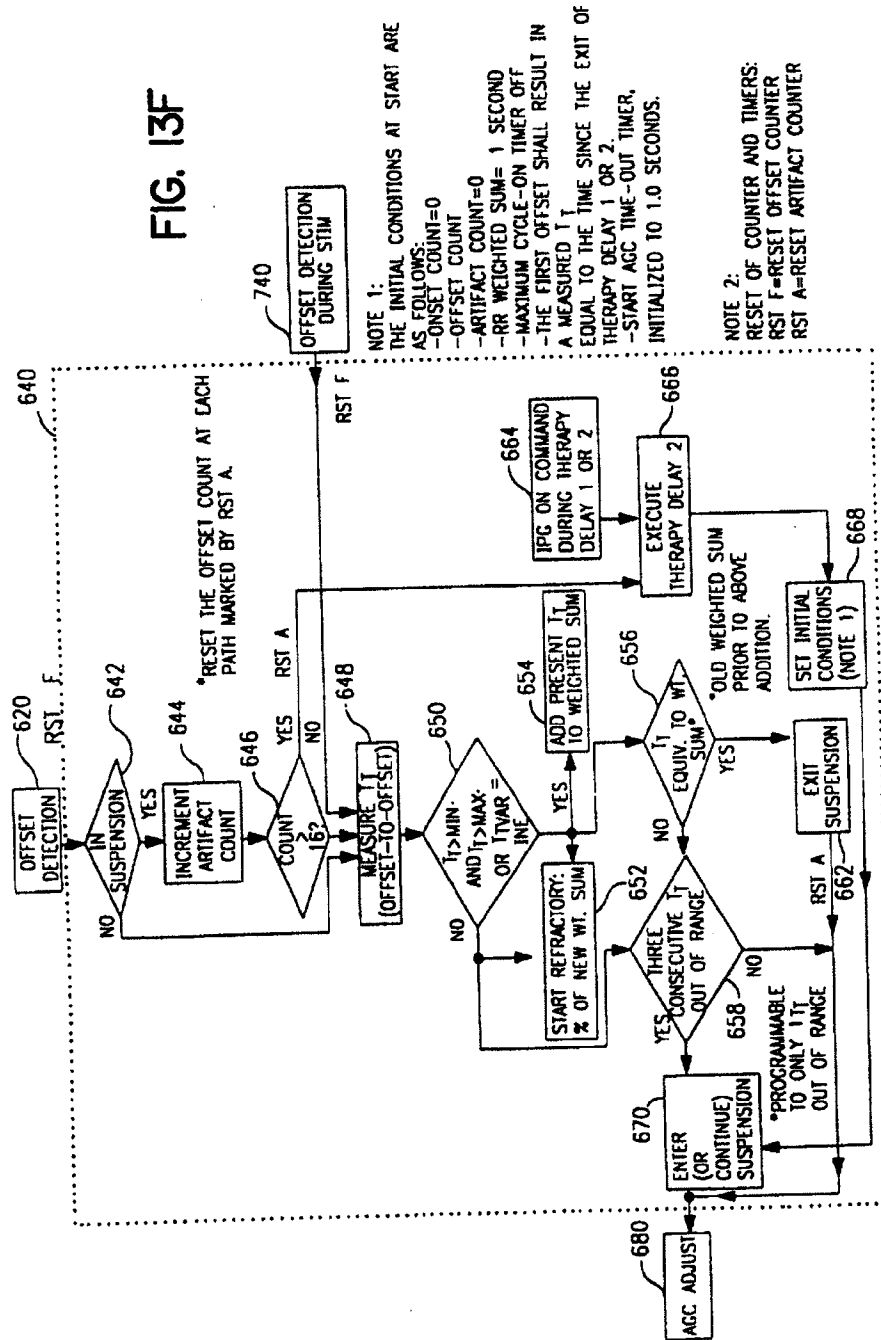 FIG. 13F
620
OFFSET
DETECTION
RST F
640
642
IN
SUSPENSION
NO
YES
644
INCREMENT
ARTIFACT
COUNT
*RESET THE OFFSET COUNT AT EACH
PATH MARKED BY RST A.
646
COUNT
≥
16?
YES
RST A
NO
740
OFFSET DETECTION
DURING STIM
RST F
648
MEASURE TT
(OFFSET-TO-OFFSET)
650
TT>MIN.
AND TT>MAX.
OR TTVAR =
INE
NO
YES
654
ADD PRESENT TT
TO WEIGHTED SUM
652
START REFRACTORY:
% OF NEW WT. SUM
656
TT
EQUIV. TO WT.
SUM*
NO
YES
*OLD WEIGHTED SUM
PRIOR TO ABOVE
ADDITION.
664
IPG ON COMMAND
DURING THERAPY
DELAY 1 OR 2
666
EXECUTE
THERAPY DELAY 2
668
SET INITIAL
CONDITIONS
(NOTE 1)
THREE
CONSECUTIVE TT
OUT OF RANGE
YES
NO
658
EXIT
SUSPENSION
662
RST A
*PROGRAMMABLE
TO ONLY 1 TT
OUT OF RANGE
670
ENTER
(OR
CONTINUE)
SUSPENSION
680
AGC ADJUST
NOTE 1:
THE INITIAL CONDITIONS AT START ARE
AS FOLLOWS:
-ONSET COUNT=0
-OFFSET COUNT
-ARTIFACT COUNT=0
-RR WEIGHTED SUM= 1 SECOND
-MAXIMUM CYCLE-ON TIMER OFF
-THE FIRST OFFSET SHALL RESULT IN
A MEASURED TT
EQUAL TO THE TIME SINCE THE EXIT OF
THERAPY DELAY 1 OR 2.
-START AGC TIME-OUT TIMER,
INITIALIZED TO 1.0 SECONDS.
NOTE 2:
RESET OF COUNTER AND TIMERS:
RST F=RESET OFFSET COUNTER
RST A=RESET ARTIFACT COUNTER